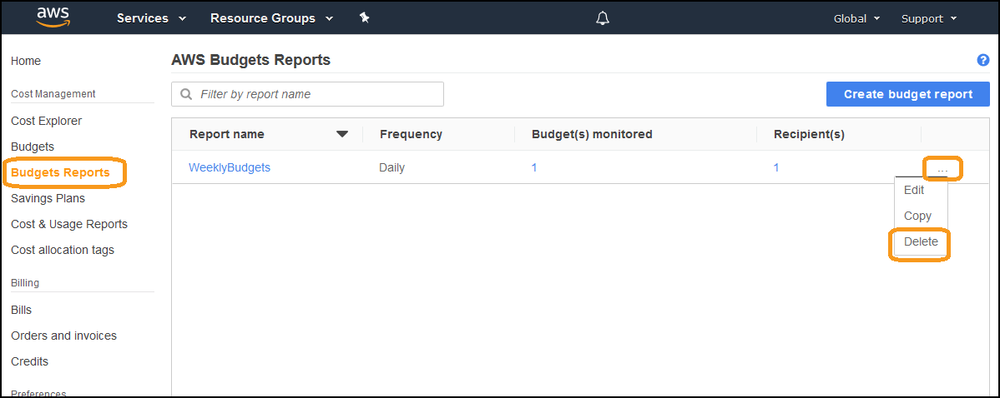 aws Services Resource Groups Global Support
Home
Cost Management
Cost Explorer
Budgets
Budgets Reports
Savings Plans
Cost & Usage Reports
Cost allocation tags
Billing
Bills
Orders and invoices
Credits
Preferences
AWS Budgets Reports ?
Filter by report name Create budget report
Report name Frequency Budget(s) monitored Recipient(s)
WeeklyBudgets Daily 1 1 ...
Edit
Copy
Delete